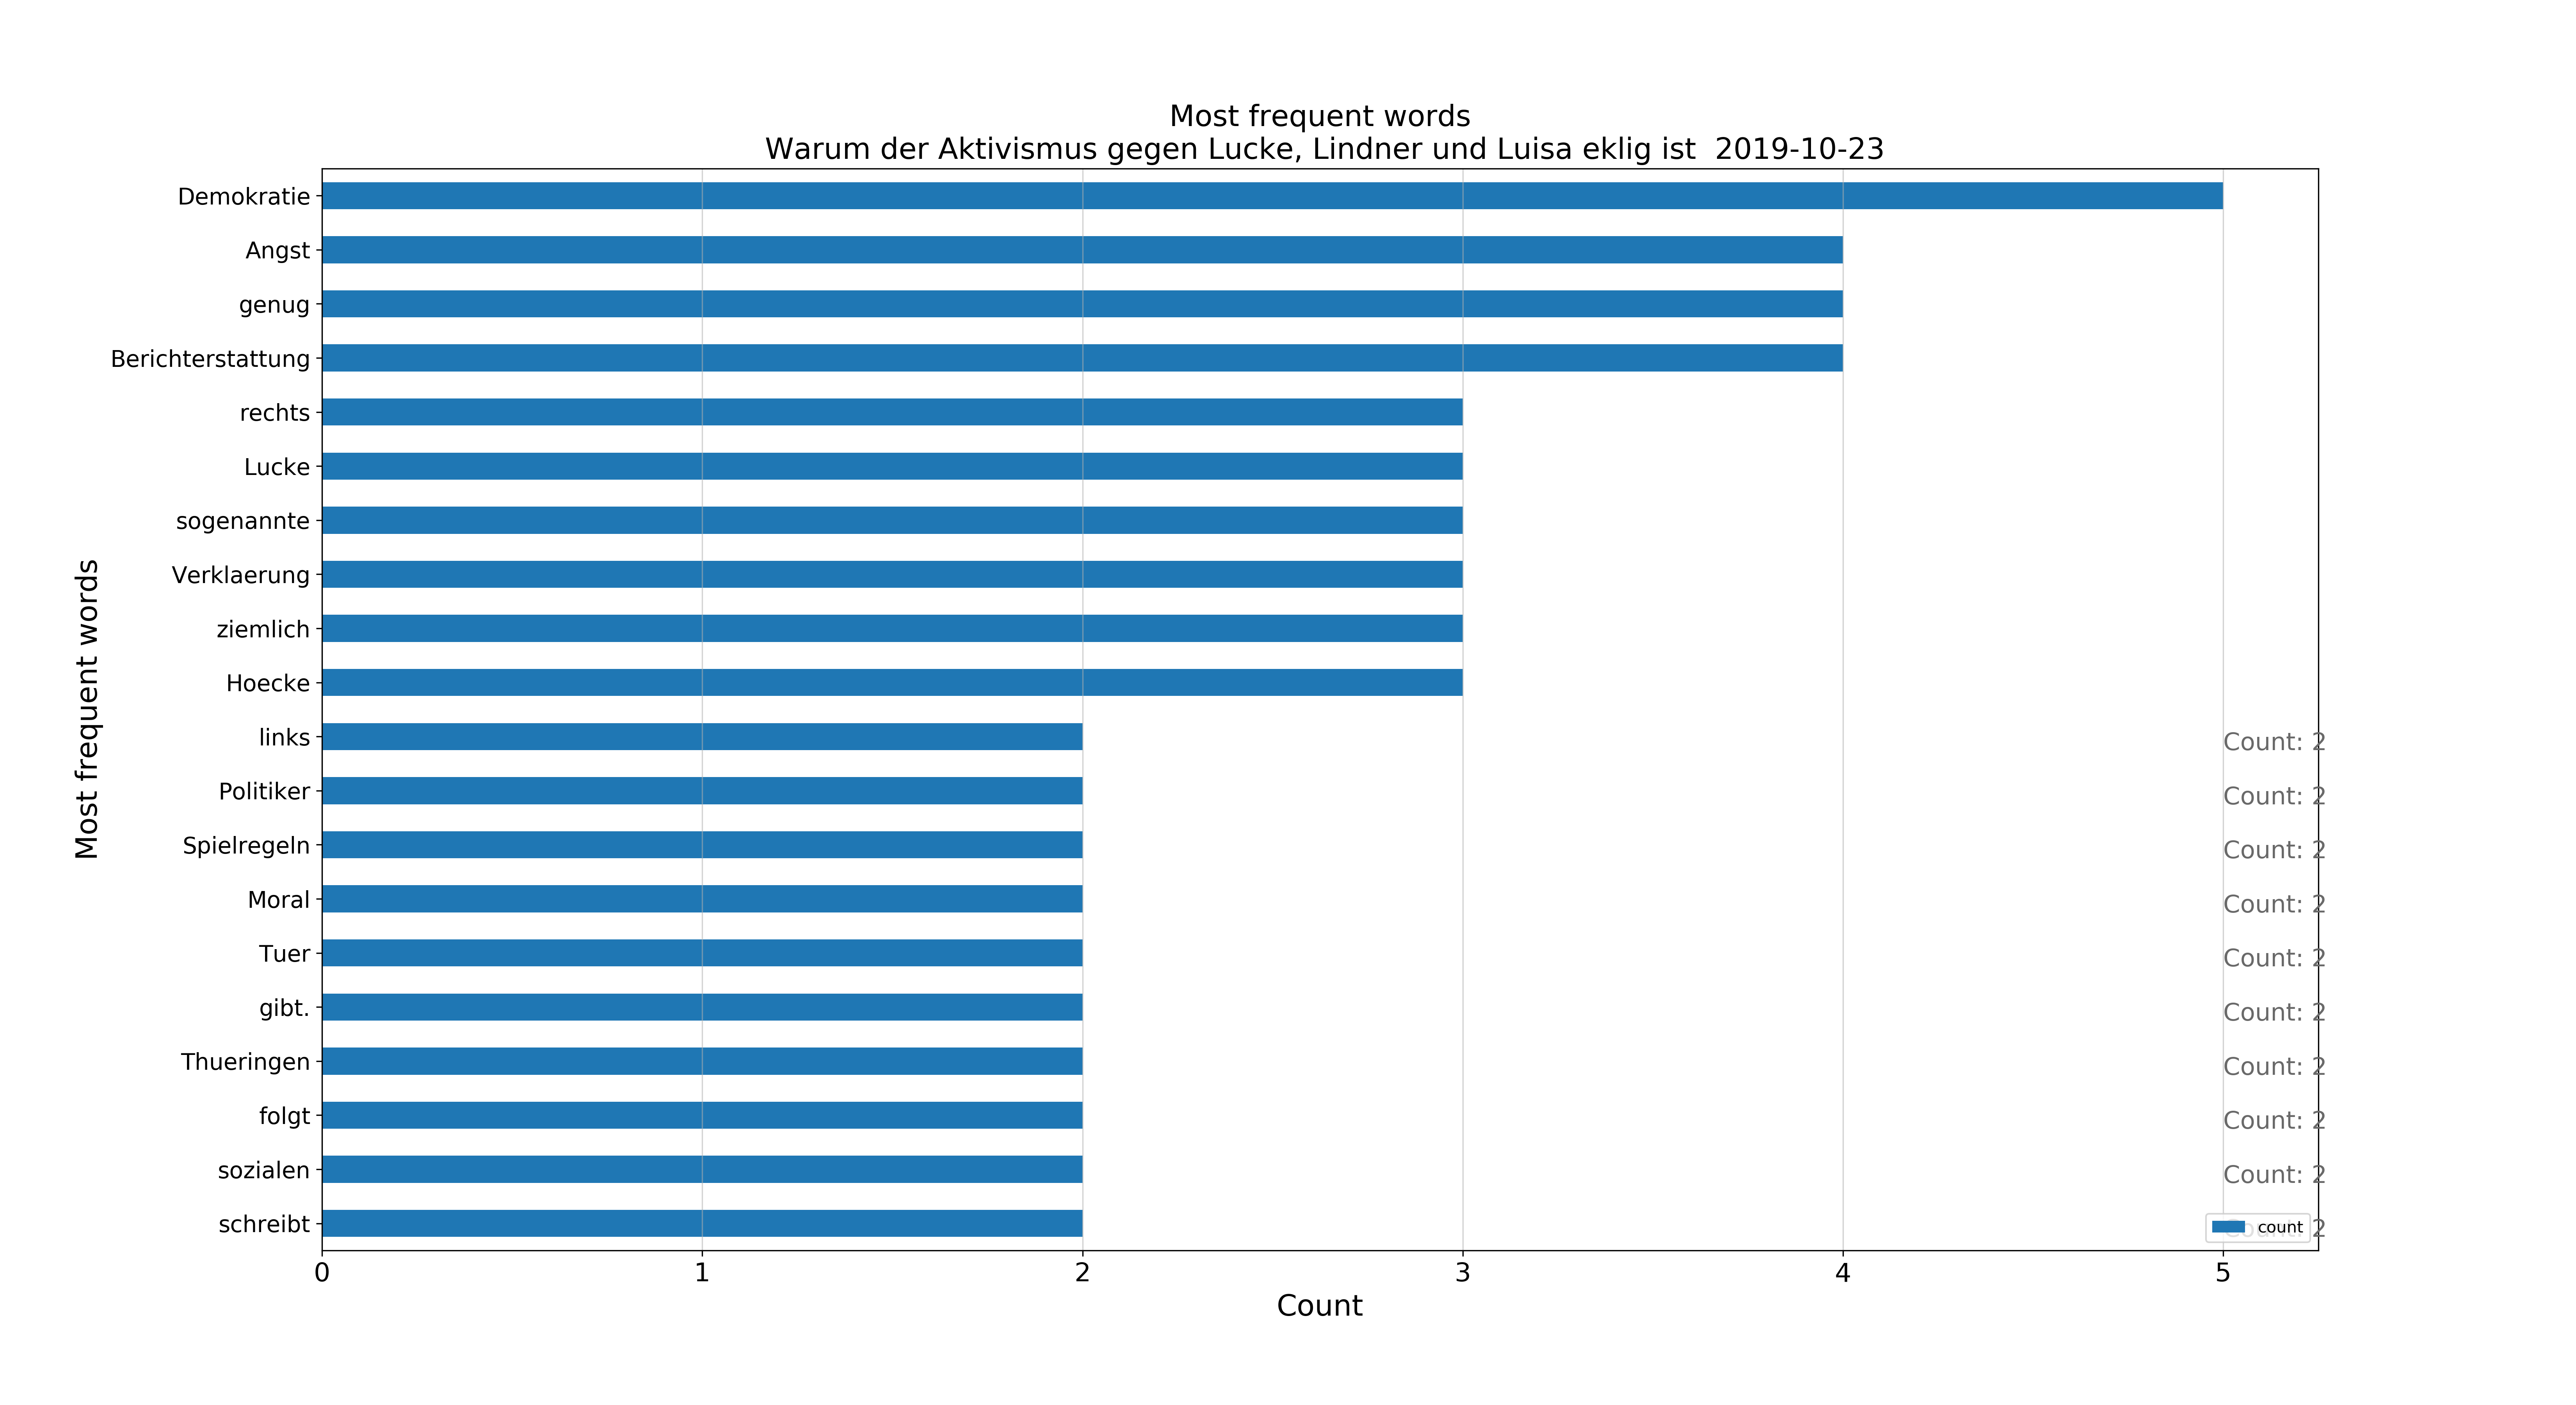 Most frequent words
Warum der Aktivismus gegen Lucke, Lindner und Luisa eklig ist  2019-10-23
Most frequent words
Demokratie
Angst
genug
Berichterstattung
rechts
Lucke
sogenannte
Verklaerung
ziemlich
Hoecke
links Count: 2
Politiker Count: 2
Spielregeln Count: 2
Moral Count: 2
Tuer Count: 2
gibt. Count: 2
Thueringen Count: 2
folgt Count: 2
sozialen Count: 2
schreibt Count: 2
count
0 1 2 3 4 5
Count